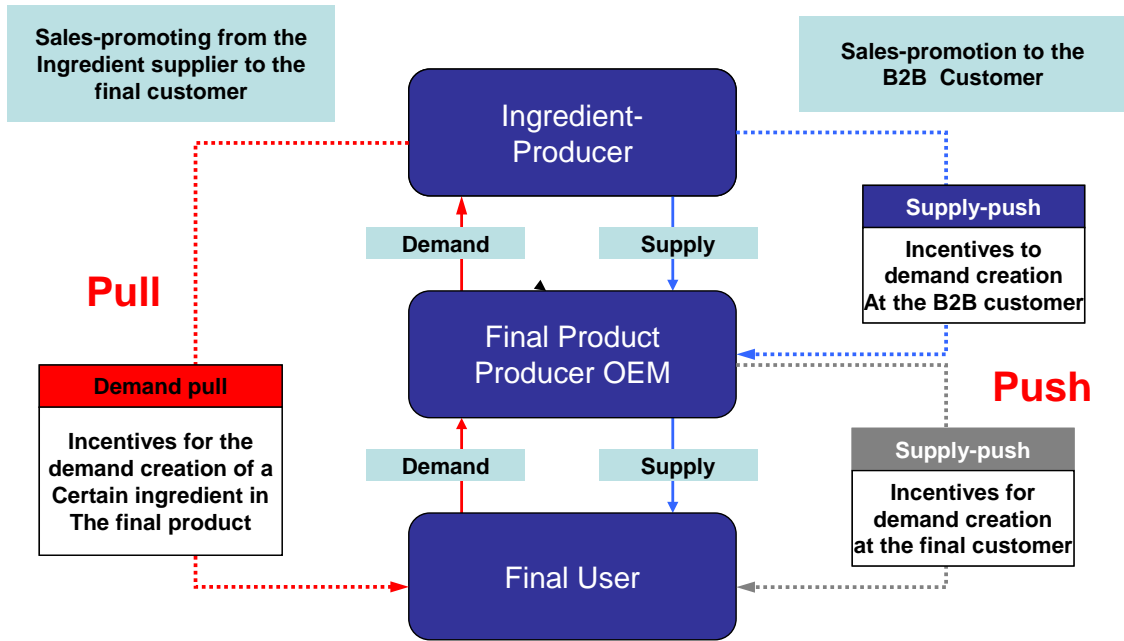 Sales-promoting from the
Ingredient supplier to the
final customer
Sales-promotion to the
B2B Customer
Ingredient-
Producer
Supply-push
Incentives to
demand creation
At the B2B customer
Demand
Supply
Pull
Final Product
Producer OEM
Push
Demand pull
Incentives for the
demand creation of a
Certain ingredient in
The final product
Demand
Supply
Supply-push
Incentives for
demand creation
at the final customer
Final User